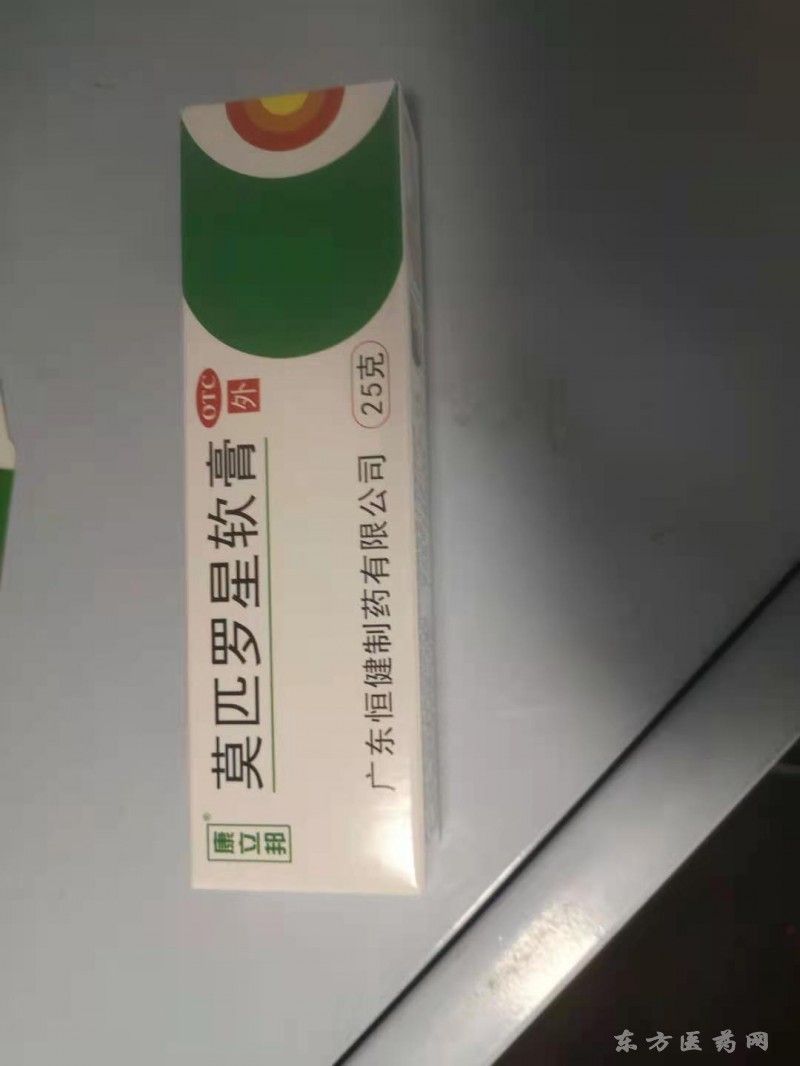 康立邦®
莫匹罗星软膏
OTC
外
广东恒健制药有限公司
25克
东方医药网